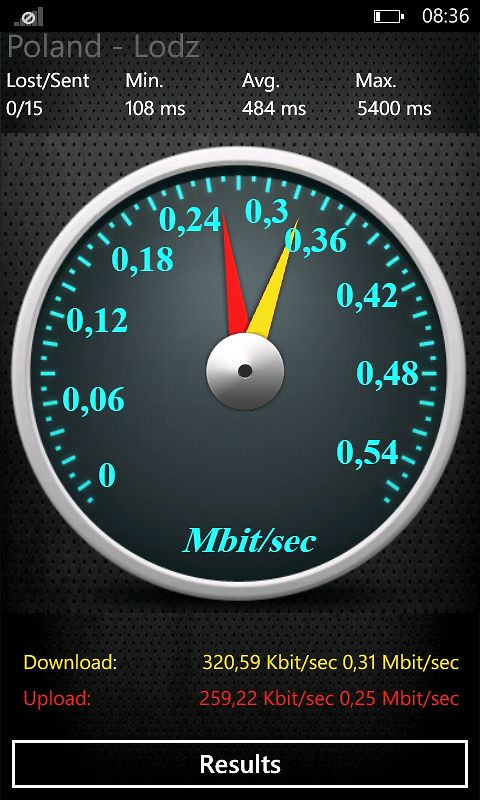 08:36
Poland - Lodz
Lost/Sent Min. Avg. Max.
0/15 108 ms 484 ms 5400 ms
0
0,06
0,12
0,18
0,24
0,3
0,36
0,42
0,48
0,54
Mbit/sec
Download: 320,59 Kbit/sec 0,31 Mbit/sec
Upload: 259,22 Kbit/sec 0,25 Mbit/sec
Results